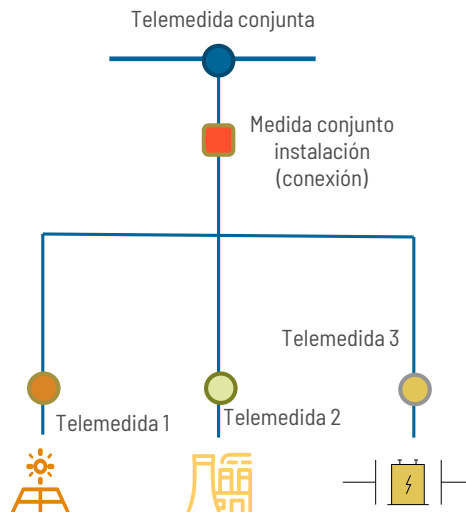 Telemedida conjunta
Medida conjunto
instalación
(conexión)
Telemedida 3
Telemedida 1
Telemedida 2